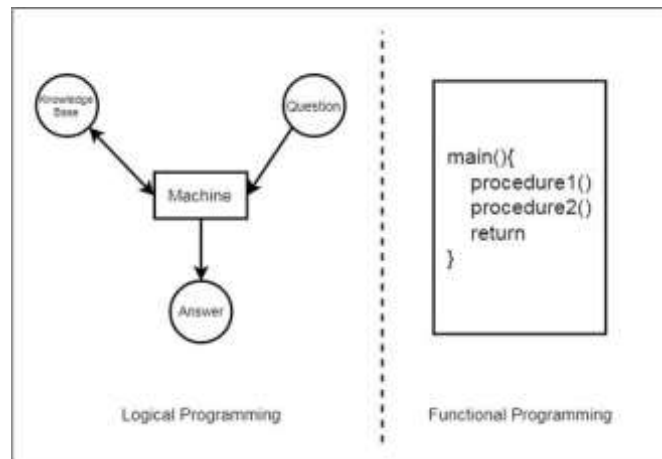 Knowledge
Base
Question
Machine
Answer
Logical Programming
main(){
procedure1()
procedure2()
return
}
Functional Programming